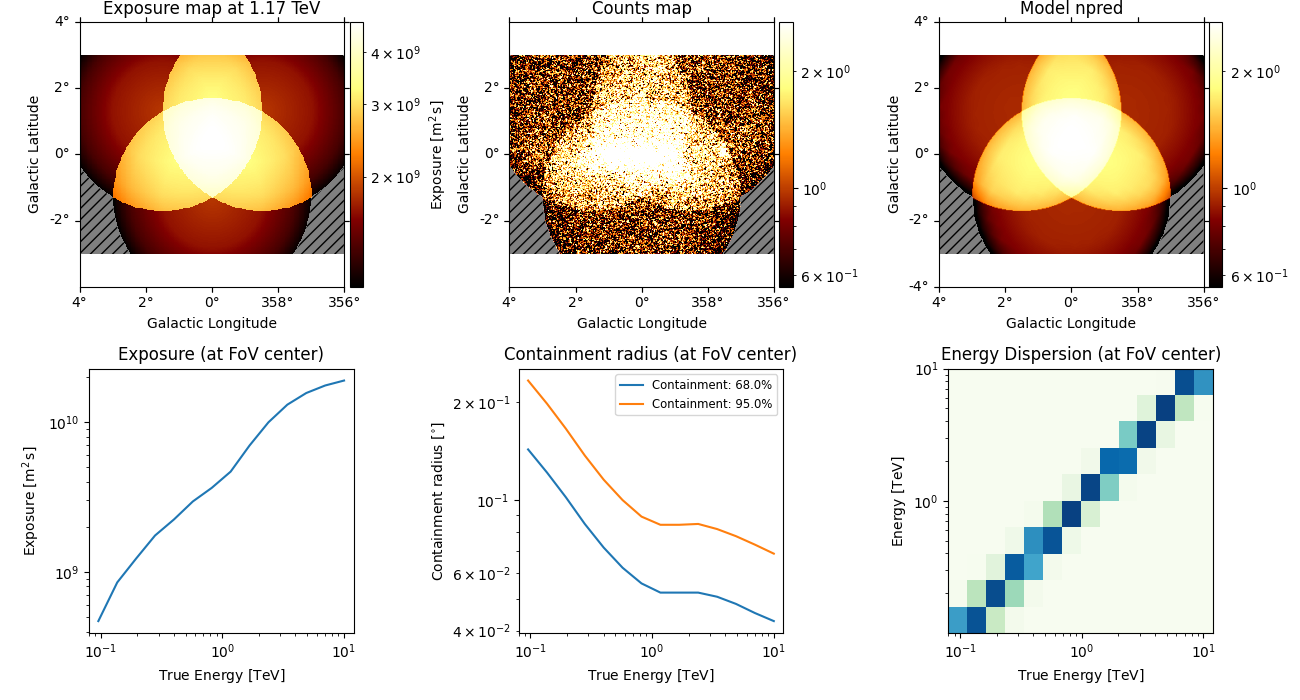 Exposure map at 1.17 TeV
4°
2°
0°
-2°
Galactic Latitude
4°
2°
0°
358°
356°
Galactic Longitude
4 × 10⁹
3 × 10⁹
2 × 10⁹
Exposure [m² s]
Counts map
4°
2°
0°
-2°
Galactic Latitude
4°
2°
0°
358°
356°
Galactic Longitude
2 × 10⁰
10⁰
6 × 10⁻¹
Model npred
4°
2°
0°
-2°
-4°
Galactic Latitude
4°
2°
0°
358°
356°
Galactic Longitude
2 × 10⁰
10⁰
6 × 10⁻¹
Exposure (at FoV center)
10¹⁰
10⁹
Exposure [m² s]
10⁻¹
10⁰
10¹
True Energy [TeV]
Containment radius (at FoV center)
Containment: 68.0%
Containment: 95.0%
2 × 10⁻¹
10⁻¹
6 × 10⁻²
4 × 10⁻²
Containment radius [°]
10⁻¹
10⁰
10¹
True Energy [TeV]
Energy Dispersion (at FoV center)
10¹
10⁰
Energy [TeV]
10⁻¹
10⁰
10¹
True Energy [TeV]